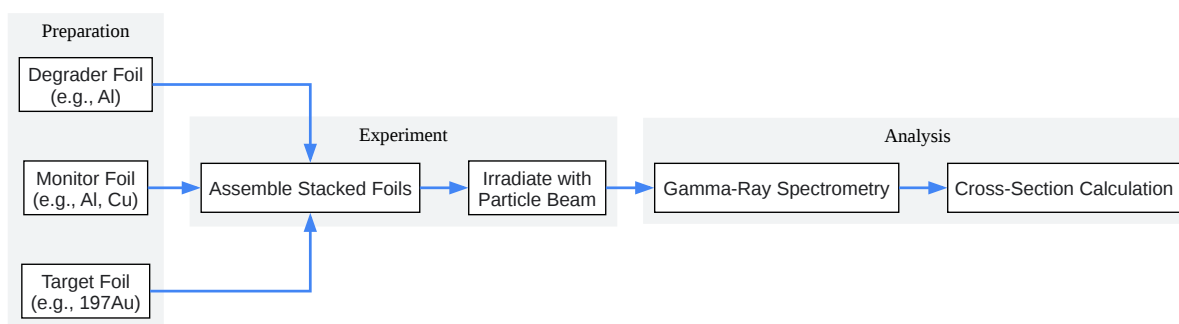 Preparation
Degrader Foil
(e.g., Al)
Monitor Foil
(e.g., Al, Cu)
Target Foil
(e.g., 197Au)
Experiment
Assemble Stacked Foils
Irradiate with
Particle Beam
Analysis
Gamma-Ray Spectrometry
Cross-Section Calculation